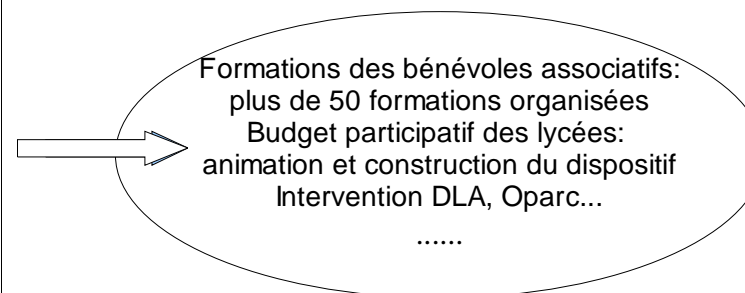 Formations des bénévoles associatifs:
plus de 50 formations organisées
Budget participatif des lycées:
animation et construction du dispositif
Intervention DLA, Oparc...
......